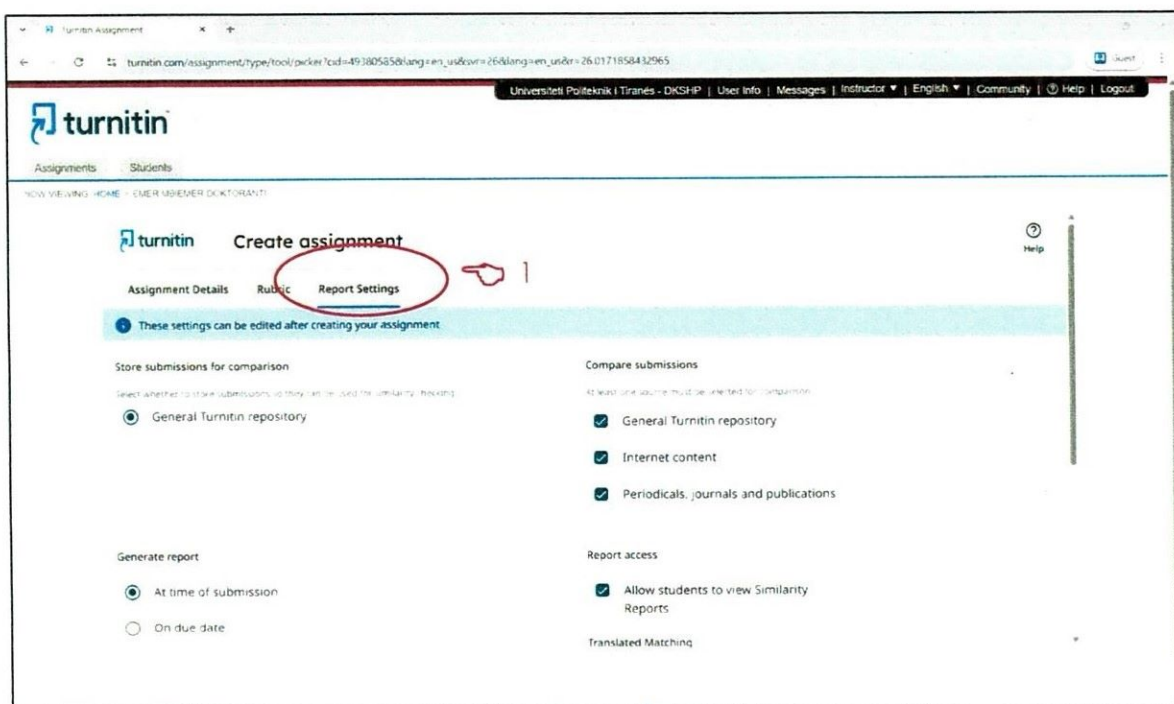 Turnitin Assignment
turnitin.com/assignment/type/tool/picker?cid=49380585&lang=en_us&svr=26&lang=en_us&r=26.0171858432965
Guest
Universiteti Politeknik i Tiranës - DKSHP | User Info | Messages | Instructor ▼ | English ▼ | Community | ? Help | Logout
turnitin
Assignments Students
NOW VIEWING: HOME > EMER MBIEMER DOKTORANTI
turnitin Create assignment
Help
1
Assignment Details Rubric Report Settings
These settings can be edited after creating your assignment
Store submissions for comparison
Select whether to store submissions so they can be used for similarity checking
General Turnitin repository
Compare submissions
At least one source must be selected for comparison
General Turnitin repository
Internet content
Periodicals, journals and publications
Generate report
At time of submission
On due date
Report access
Allow students to view Similarity
Reports
Translated Matching